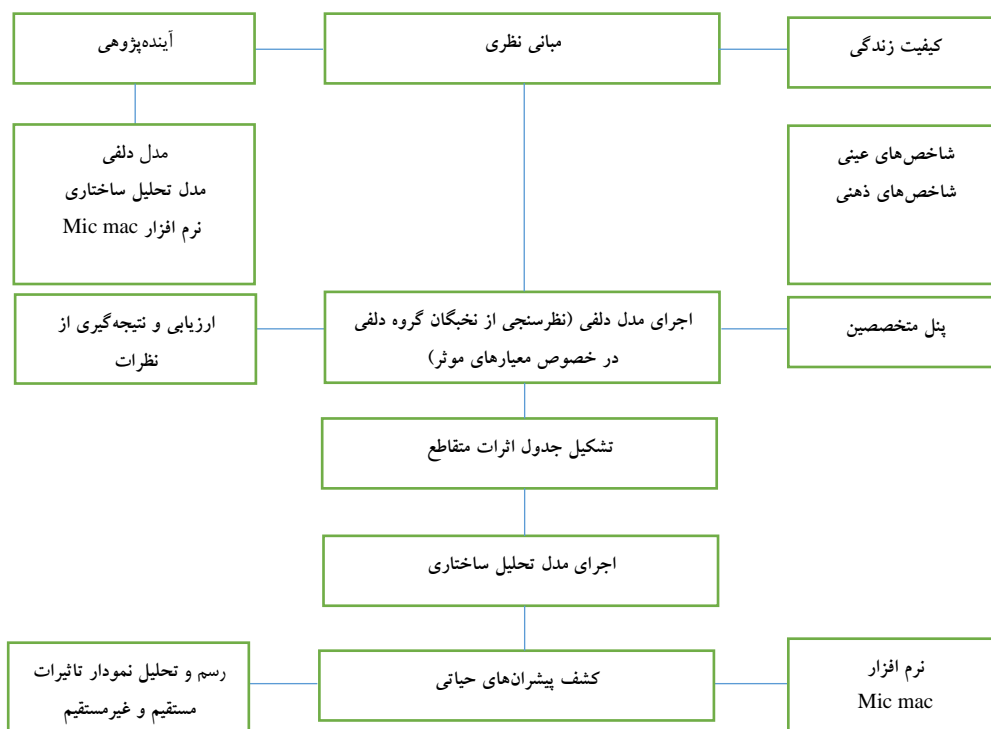 کیفیت زندگی
مبانی نظری
آینده‌پژوهی
شاخص‌های عینی
شاخص‌های ذهنی
مدل دلفی
مدل تحلیل ساختاری
نرم افزار Mic mac
پنل متخصصین
اجرای مدل دلفی (نظرسنجی از نخبگان گروه دلفی
در خصوص معیارهای موثر)
ارزیابی و نتیجه‌گیری از
نظرات
تشکیل جدول اثرات متقاطع
اجرای مدل تحلیل ساختاری
نرم افزار
Mic mac
کشف پیشران‌های حیاتی
رسم و تحلیل نمودار تاثیرات
مستقیم و غیرمستقیم